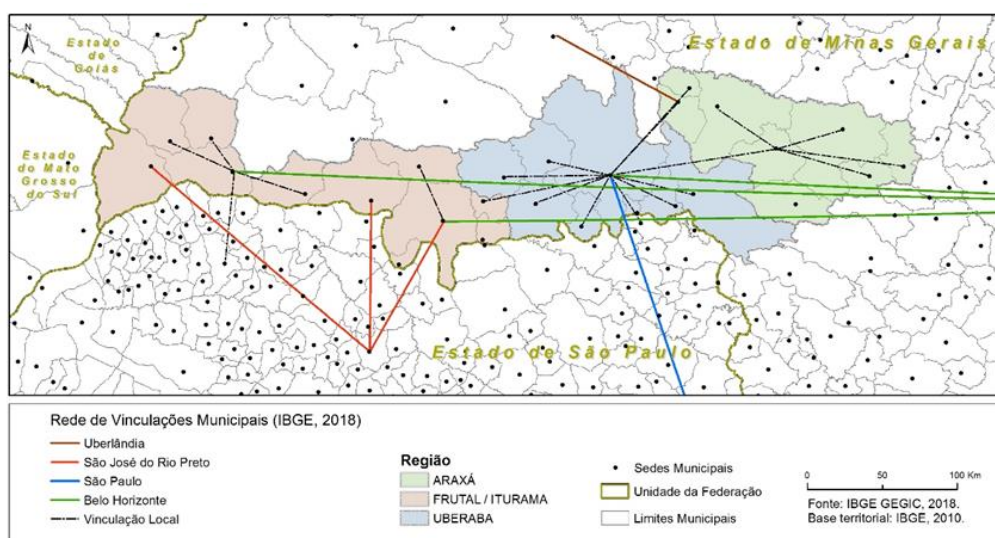 N
Estado
de
Goiás
Estado de Minas Gerais
Estado
do Mato
Grosso
do Sul
Estado de São Paulo
Rede de Vinculações Municipais (IBGE, 2018)
Uberlândia
São José do Rio Preto
São Paulo
Belo Horizonte
Vinculação Local
Região
ARAXÁ
FRUTAL / ITURAMA
UBERABA
Sedes Municipais
Unidade da Federação
Limites Municipais
0 50 100 Km
Fonte: IBGE GEGIC, 2018.
Base territorial: IBGE, 2010.